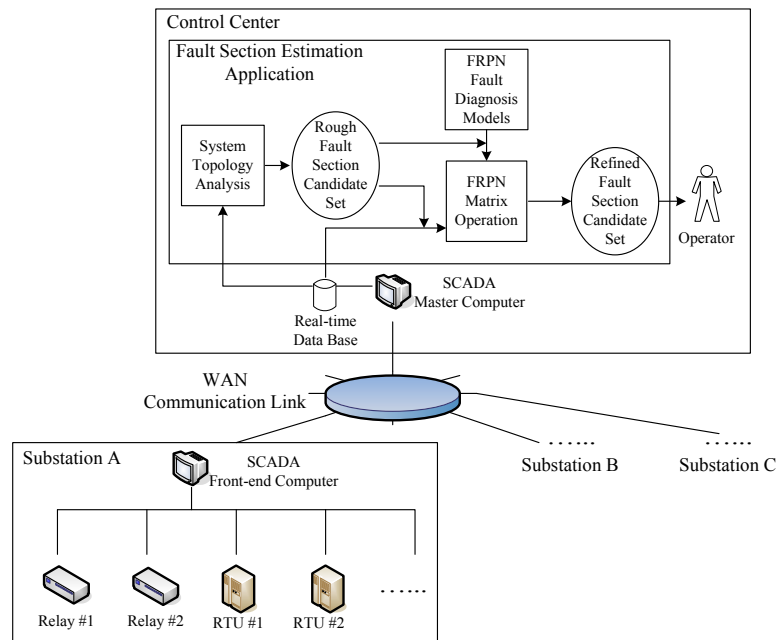 Control Center
Fault Section Estimation
Application
FRPN
Fault
Diagnosis
Models
System
Topology
Analysis
Rough
Fault
Section
Candidate
Set
FRPN
Matrix
Operation
Refined
Fault
Section
Candidate
Set
Operator
SCADA
Master Computer
Real-time
Data Base
WAN
Communication Link
Substation A
SCADA
Front-end Computer
Relay #1
Relay #2
RTU #1
RTU #2
......
......
Substation B
......
Substation C